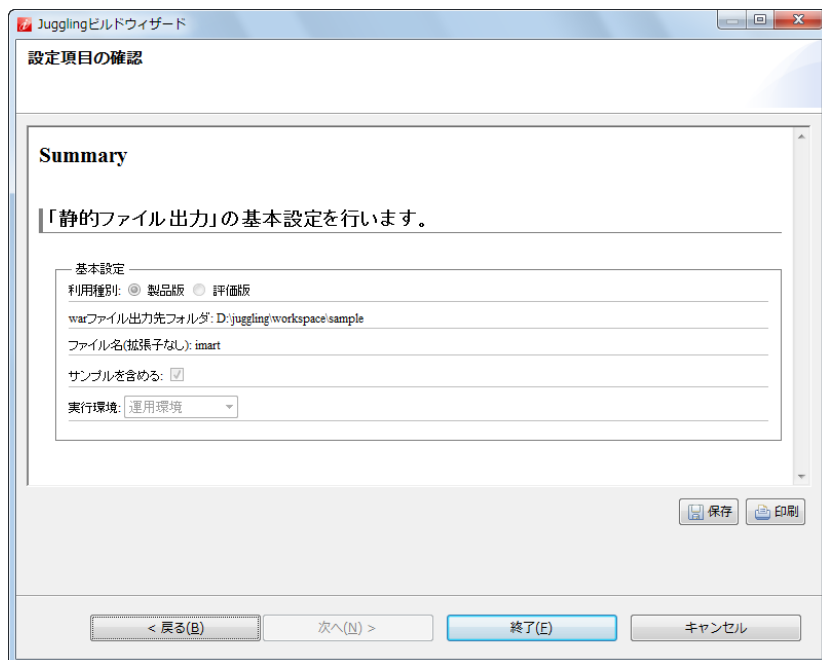 Jugglingビルドウィザード
設定項目の確認
Summary
「静的ファイル出力」の基本設定を行います。
基本設定
利用種別: 製品版 評価版
warファイル出力先フォルダ: D:\juggling\workspace\sample
ファイル名(拡張子なし): imart
サンプルを含める:
実行環境: 運用環境
保存 印刷
< 戻る(B) 次へ(N) > 終了(F) キャンセル